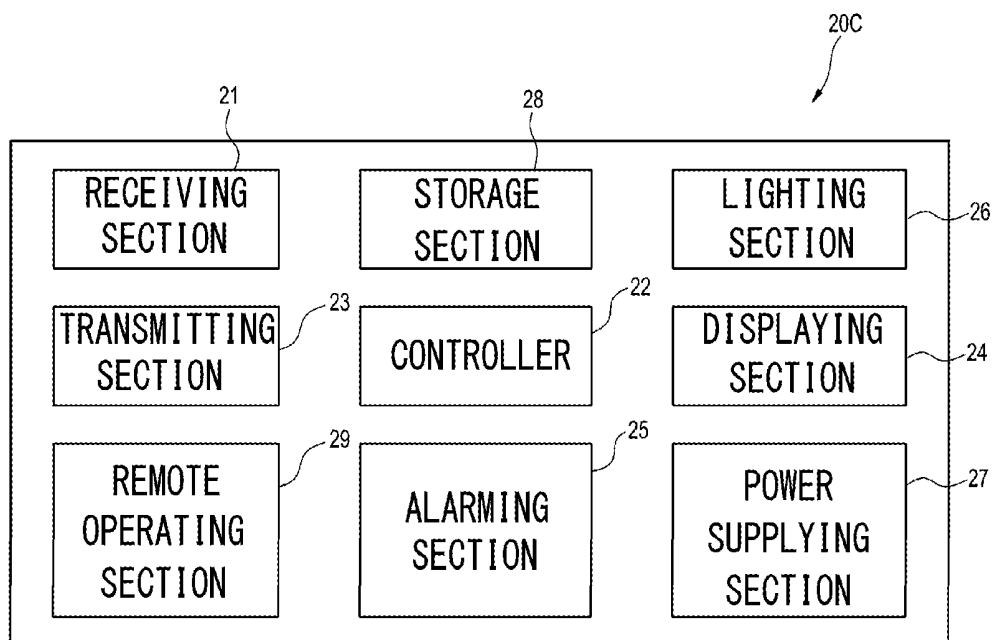 20C
21
28
RECEIVING
SECTION
STORAGE
SECTION
LIGHTING
SECTION
26
23
22
TRANSMITTING
SECTION
CONTROLLER
DISPLAYING
SECTION
24
29
25
REMOTE
OPERATING
SECTION
ALARMING
SECTION
POWER
SUPPLYING
SECTION
27